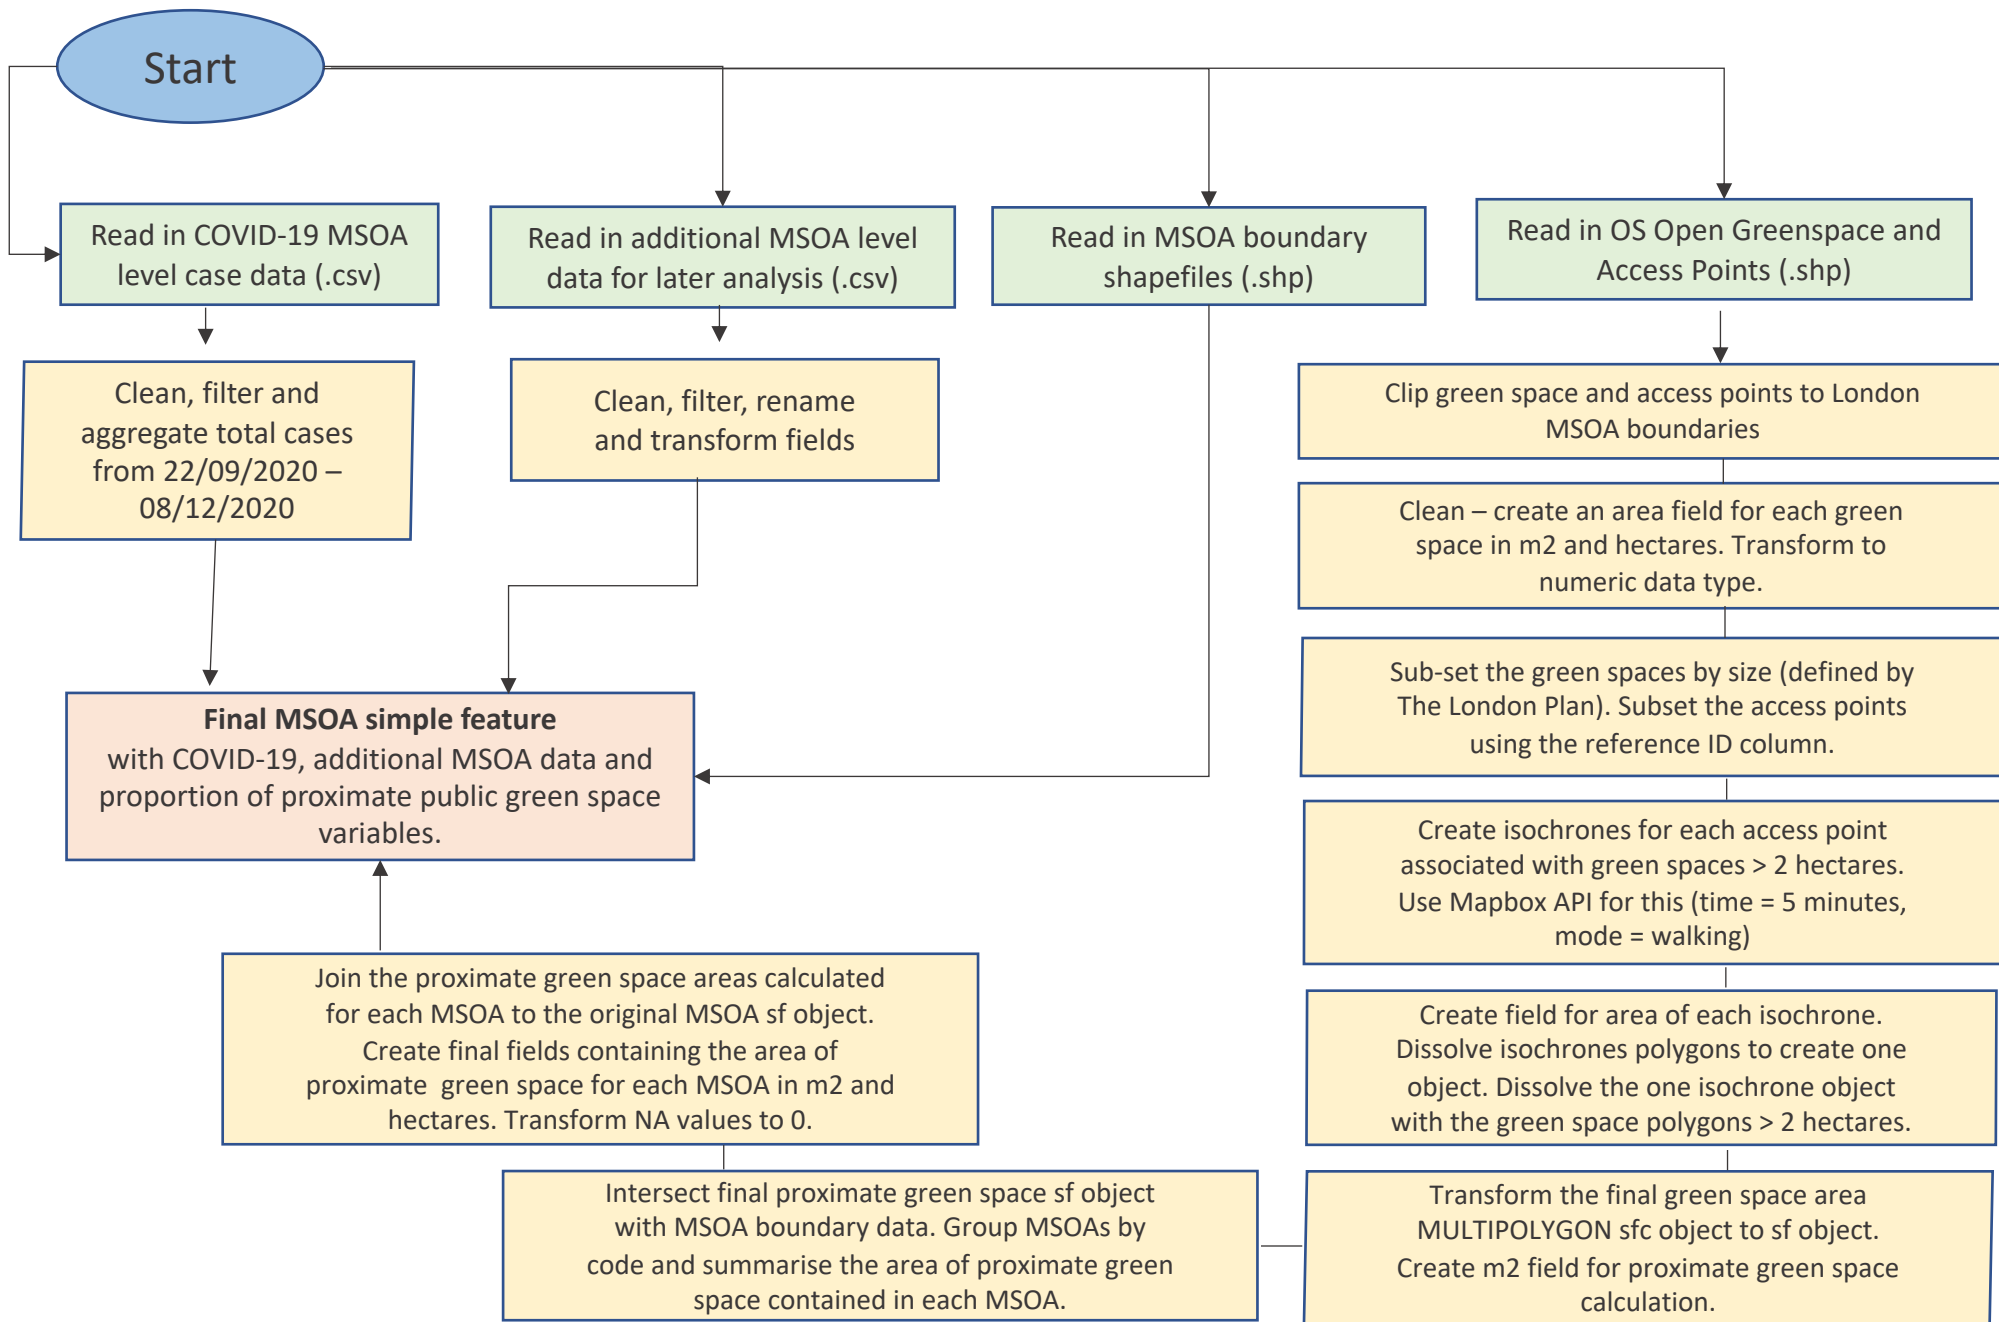 Start
Read in COVID-19 MSOA
level case data (.csv)
Read in additional MSOA level
data for later analysis (.csv)
Read in MSOA boundary
shapefiles (.shp)
Read in OS Open Greenspace and
Access Points (.shp)
Clean, filter and
aggregate total cases
from 22/09/2020 –
08/12/2020
Clean, filter, rename
and transform fields
Clip green space and access points to London
MSOA boundaries
Clean – create an area field for each green
space in m2 and hectares. Transform to
numeric data type.
Sub-set the green spaces by size (defined by
The London Plan). Subset the access points
using the reference ID column.
Final MSOA simple feature
with COVID-19, additional MSOA data and
proportion of proximate public green space
variables.
Create isochrones for each access point
associated with green spaces > 2 hectares.
Use Mapbox API for this (time = 5 minutes,
mode = walking)
Create field for area of each isochrone.
Dissolve isochrones polygons to create one
object. Dissolve the one isochrone object
with the green space polygons > 2 hectares.
Join the proximate green space areas calculated
for each MSOA to the original MSOA sf object.
Create final fields containing the area of
proximate  green space for each MSOA in m2 and
hectares. Transform NA values to 0.
Intersect final proximate green space sf object
with MSOA boundary data. Group MSOAs by
code and summarise the area of proximate green
space contained in each MSOA.
Transform the final green space area
MULTIPOLYGON sfc object to sf object.
Create m2 field for proximate green space
calculation.